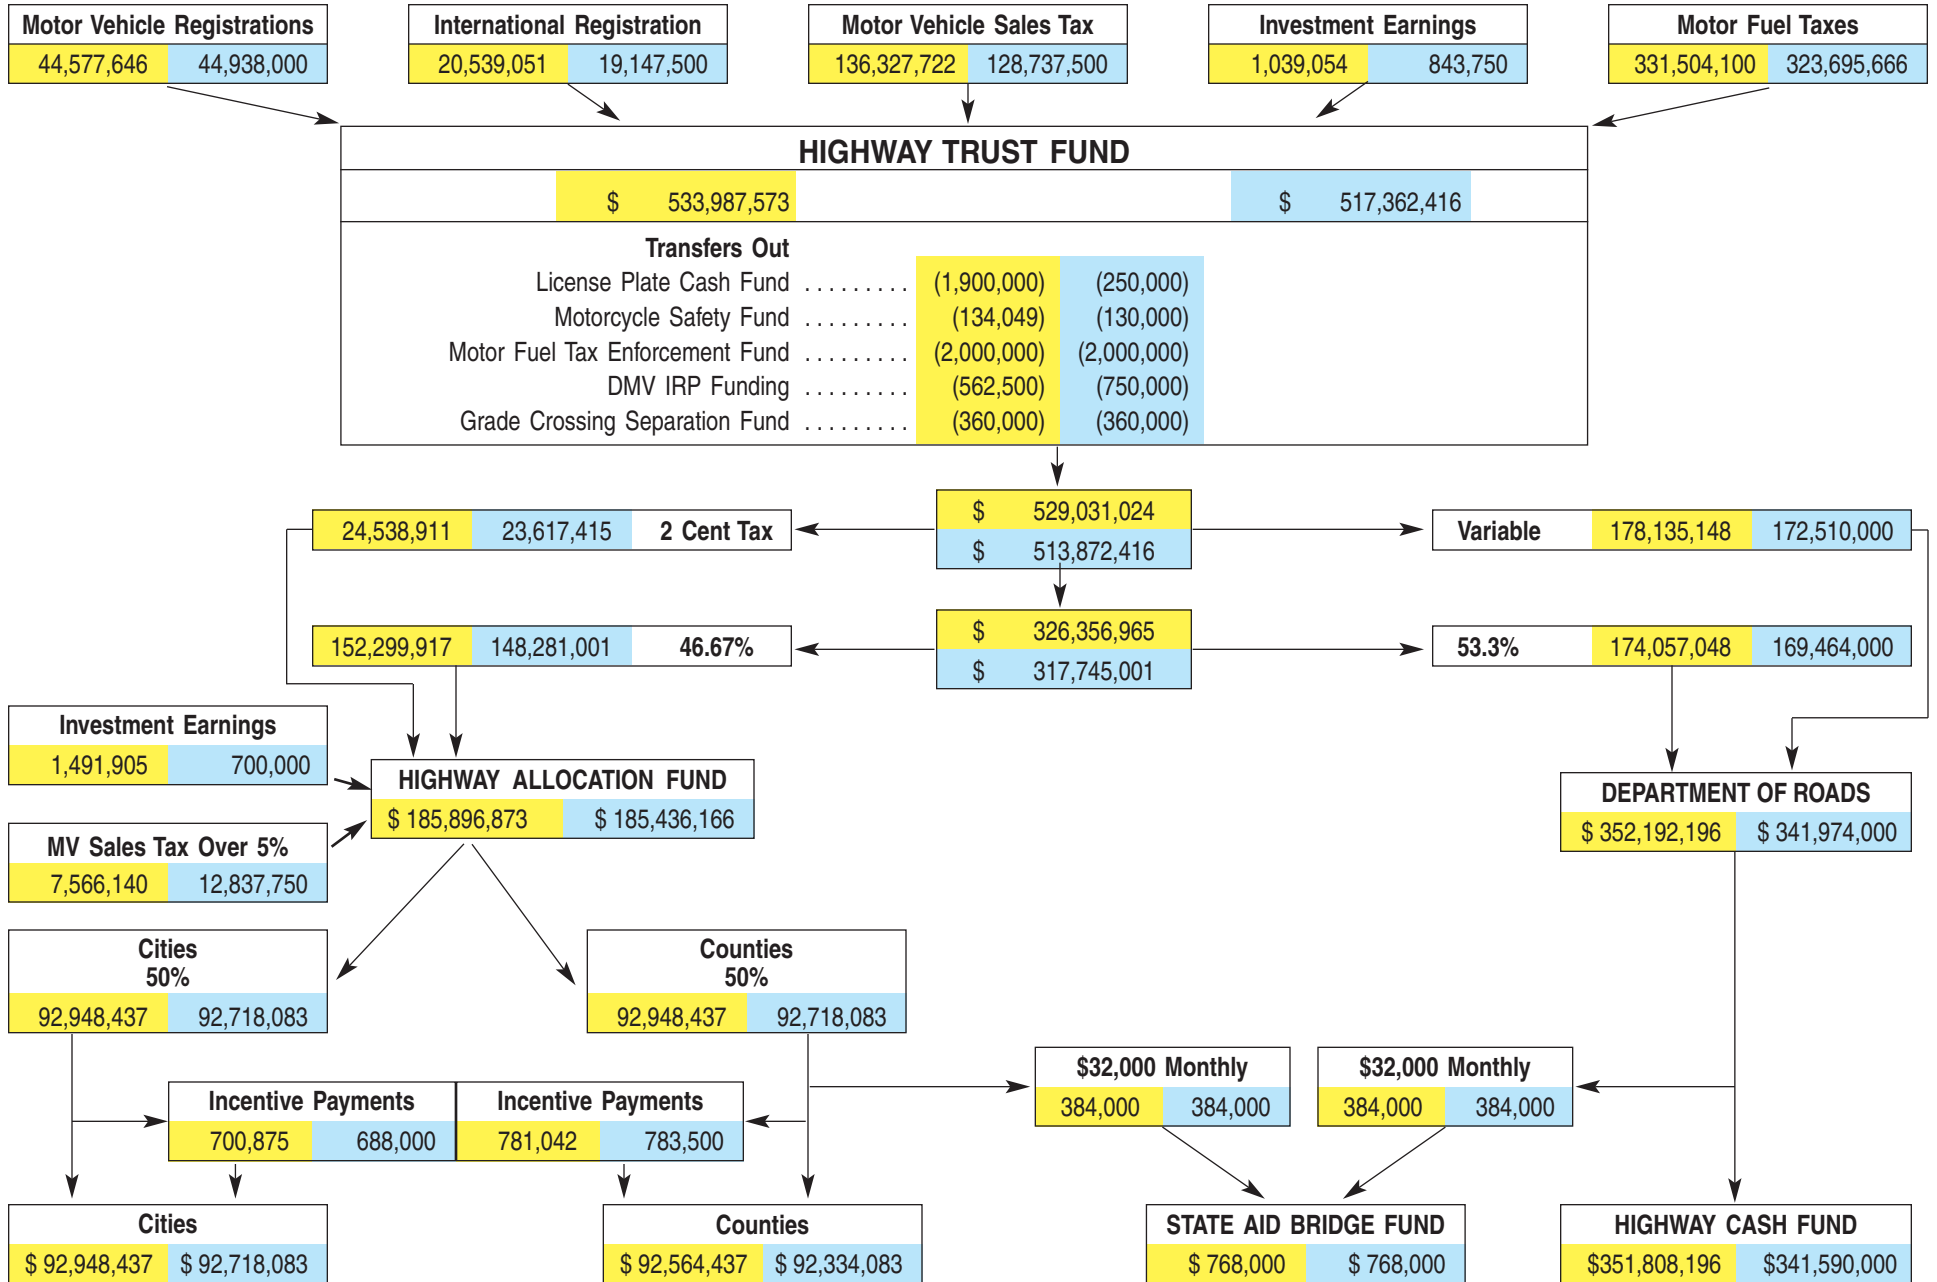 Motor Vehicle Registrations
44,577,646 44,938,000
International Registration
20,539,051 19,147,500
Motor Vehicle Sales Tax
136,327,722 128,737,500
Investment Earnings
1,039,054 843,750
Motor Fuel Taxes
331,504,100 323,695,666
HIGHWAY TRUST FUND
$ 533,987,573 $ 517,362,416
Transfers Out
License Plate Cash Fund ......... (1,900,000) (250,000)
Motorcycle Safety Fund ......... (134,049) (130,000)
Motor Fuel Tax Enforcement Fund ......... (2,000,000) (2,000,000)
DMV IRP Funding ......... (562,500) (750,000)
Grade Crossing Separation Fund ......... (360,000) (360,000)
$ 529,031,024
$ 513,872,416
24,538,911 23,617,415 2 Cent Tax
Variable 178,135,148 172,510,000
$ 326,356,965
$ 317,745,001
152,299,917 148,281,001 46.67%
53.3% 174,057,048 169,464,000
Investment Earnings
1,491,905 700,000
HIGHWAY ALLOCATION FUND
$ 185,896,873 $ 185,436,166
DEPARTMENT OF ROADS
$ 352,192,196 $ 341,974,000
MV Sales Tax Over 5%
7,566,140 12,837,750
Cities
50%
92,948,437 92,718,083
Counties
50%
92,948,437 92,718,083
$32,000 Monthly
384,000 384,000
$32,000 Monthly
384,000 384,000
Incentive Payments
700,875 688,000
Incentive Payments
781,042 783,500
Cities
$ 92,948,437 $ 92,718,083
Counties
$ 92,564,437 $ 92,334,083
STATE AID BRIDGE FUND
$ 768,000 $ 768,000
HIGHWAY CASH FUND
$351,808,196 $341,590,000